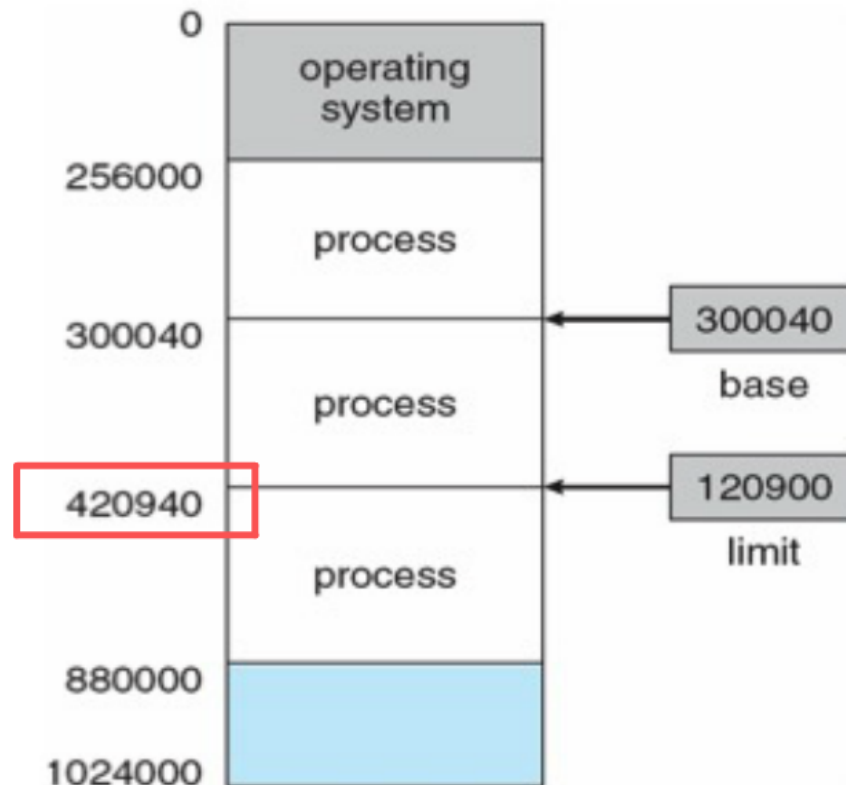 0
operating
system
256000
process
300040
300040
base
process
420940
120900
limit
process
880000
1024000